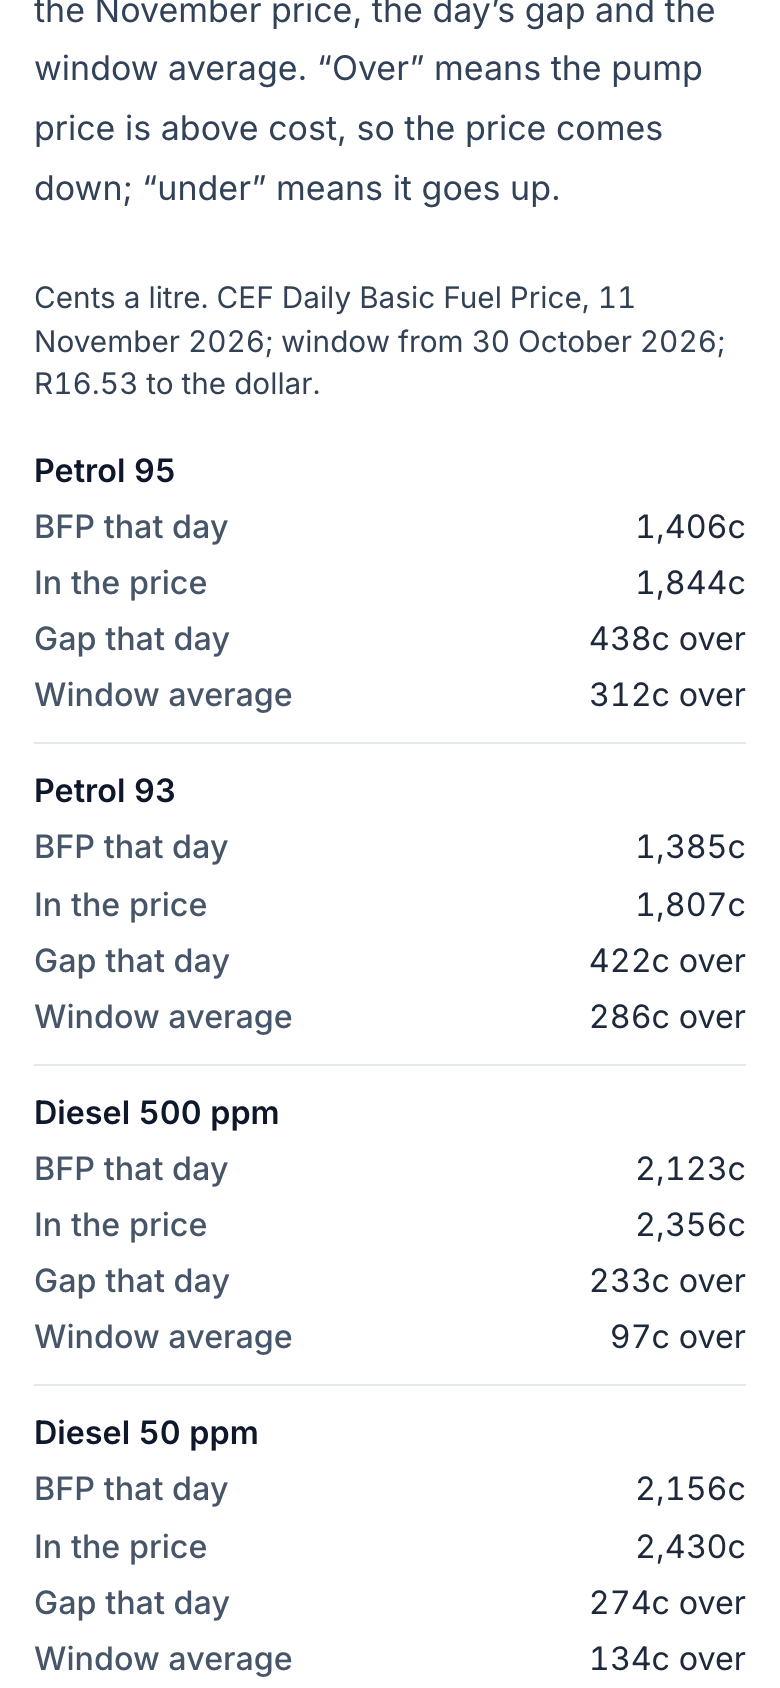 the November price, the day’s gap and the
window average. “Over” means the pump
price is above cost, so the price comes
down; “under” means it goes up.
Cents a litre. CEF Daily Basic Fuel Price, 11
November 2026; window from 30 October 2026;
R16.53 to the dollar.
Petrol 95
BFP that day 1,406c
In the price 1,844c
Gap that day 438c over
Window average 312c over
Petrol 93
BFP that day 1,385c
In the price 1,807c
Gap that day 422c over
Window average 286c over
Diesel 500 ppm
BFP that day 2,123c
In the price 2,356c
Gap that day 233c over
Window average 97c over
Diesel 50 ppm
BFP that day 2,156c
In the price 2,430c
Gap that day 274c over
Window average 134c over